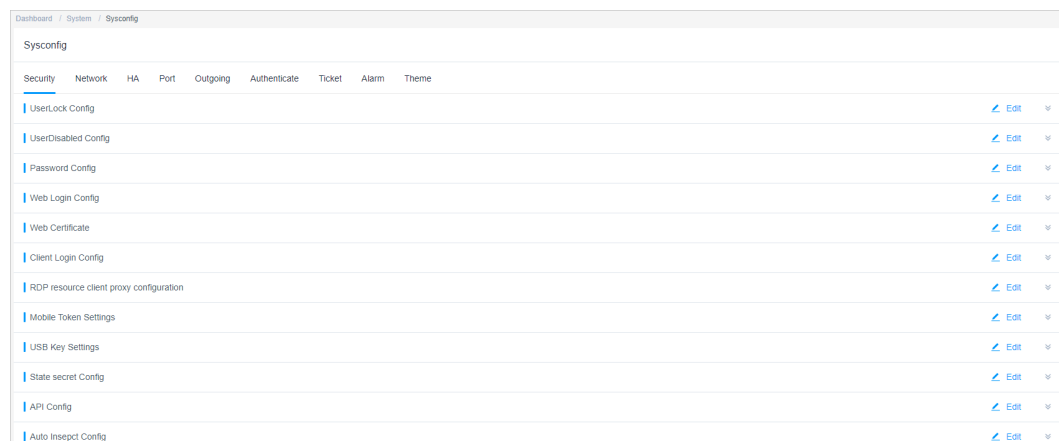 Dashboard / System / Sysconfig
Sysconfig
Security Network HA Port Outgoing Authenticate Ticket Alarm Theme
UserLock Config Edit
UserDisabled Config Edit
Password Config Edit
Web Login Config Edit
Web Certificate Edit
Client Login Config Edit
RDP resource client proxy configuration Edit
Mobile Token Settings Edit
USB Key Settings Edit
State secret Config Edit
API Config Edit
Auto Insepct Config Edit